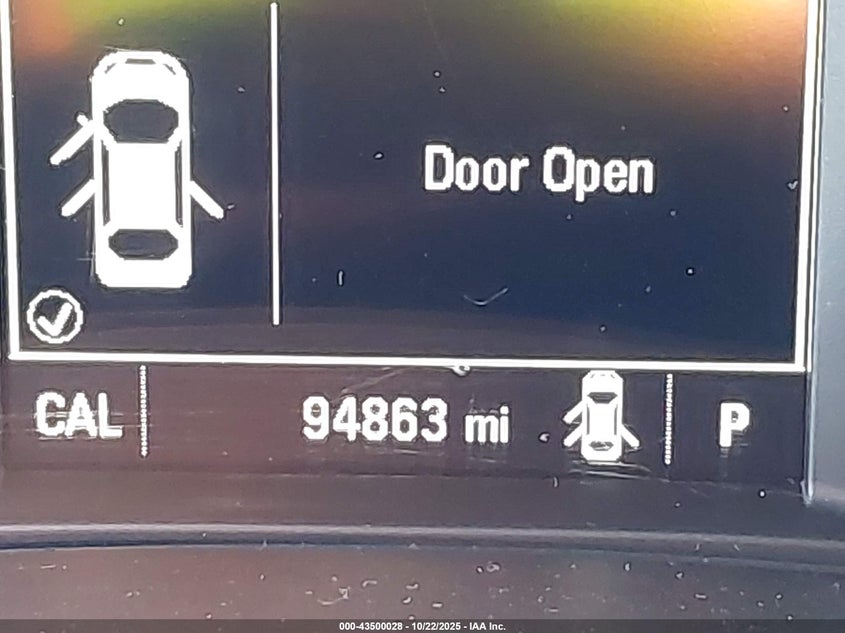 Door Open
CAL
94863 mi
P
000-43500028 - 10/22/2025 - IAA Inc.